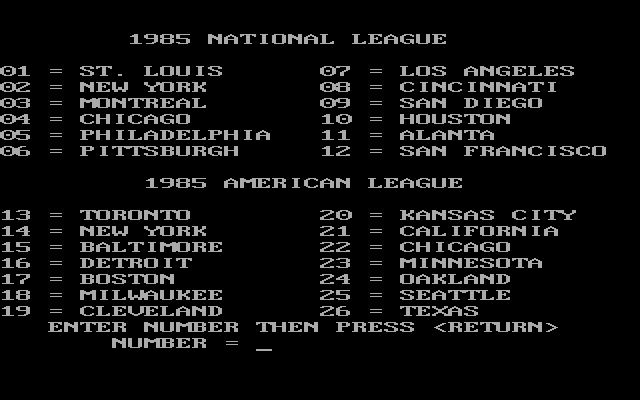 1985 NATIONAL LEAGUE
01 = ST. LOUIS 07 = LOS ANGELES
02 = NEW YORK 08 = CINCINNATI
03 = MONTREAL 09 = SAN DIEGO
04 = CHICAGO 10 = HOUSTON
05 = PHILADELPHIA 11 = ALANTA
06 = PITTSBURGH 12 = SAN FRANCISCO
1985 AMERICAN LEAGUE
13 = TORONTO 20 = KANSAS CITY
14 = NEW YORK 21 = CALIFORNIA
15 = BALTIMORE 22 = CHICAGO
16 = DETROIT 23 = MINNESOTA
17 = BOSTON 24 = OAKLAND
18 = MILWAUKEE 25 = SEATTLE
19 = CLEVELAND 26 = TEXAS
ENTER NUMBER THEN PRESS <RETURN>
NUMBER = _